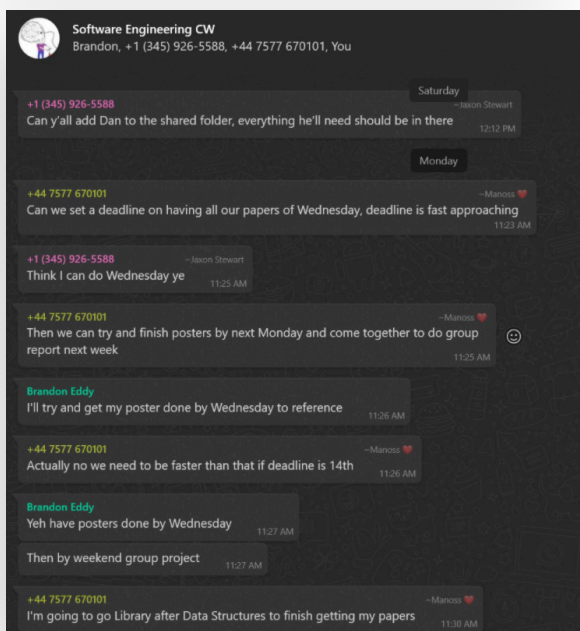 Software Engineering CW
Brandon, +1 (345) 926-5588, +44 7577 670101, You
Saturday
+1 (345) 926-5588 ~Jaxon Stewart
Can y'all add Dan to the shared folder, everything he'll need should be in there
12:12 PM
Monday
+44 7577 670101 ~Manoss ❤️
Can we set a deadline on having all our papers of Wednesday, deadline is fast approaching
11:23 AM
+1 (345) 926-5588 ~Jaxon Stewart
Think I can do Wednesday ye
11:25 AM
+44 7577 670101 ~Manoss ❤️
Then we can try and finish posters by next Monday and come together to do group
report next week
11:25 AM
Brandon Eddy
I'll try and get my poster done by Wednesday to reference
11:26 AM
+44 7577 670101 ~Manoss ❤️
Actually no we need to be faster than that if deadline is 14th
11:26 AM
Brandon Eddy
Yeh have posters done by Wednesday
11:27 AM
Then by weekend group project
11:27 AM
+44 7577 670101 ~Manoss ❤️
I'm going to go Library after Data Structures to finish getting my papers
11:30 AM